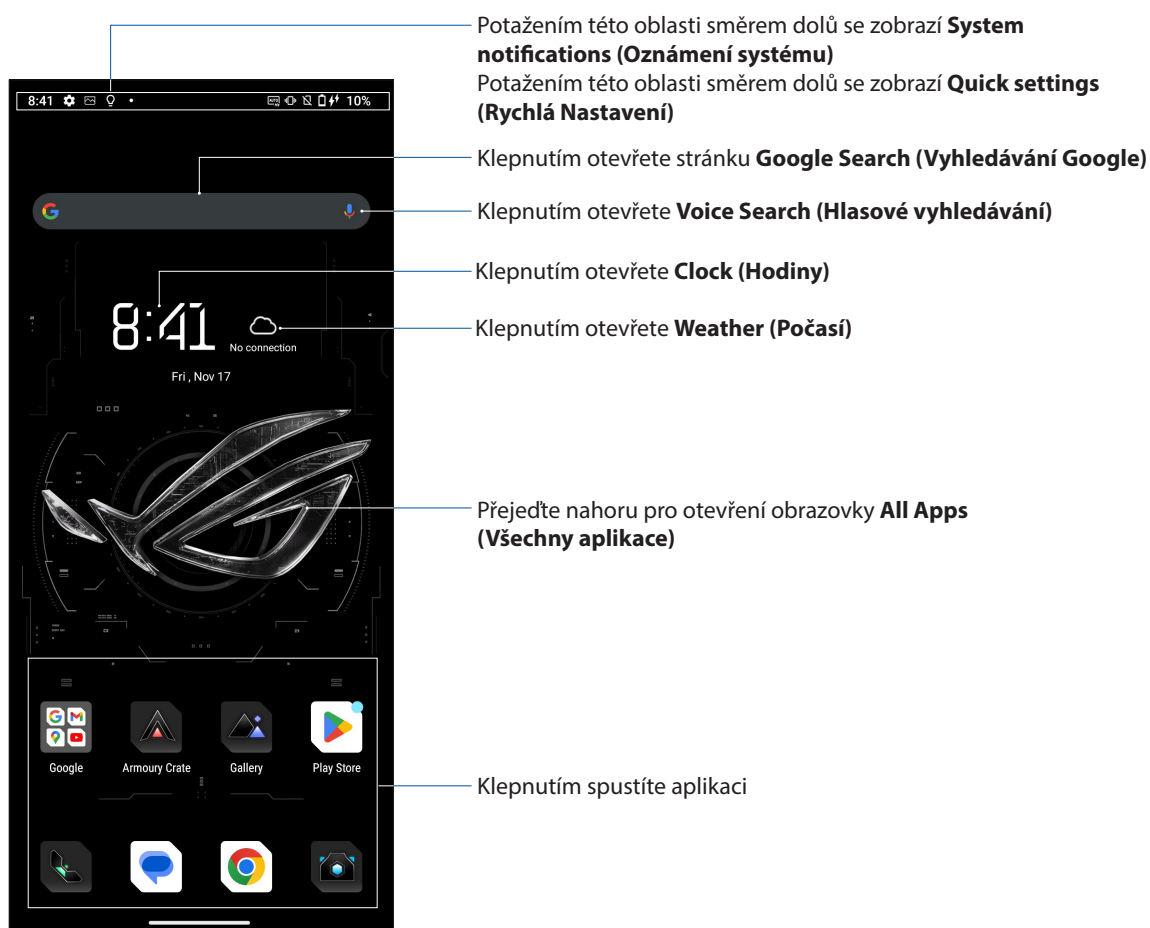 Potažením této oblasti směrem dolů se zobrazí System
notifications (Oznámení systému)
Potažením této oblasti směrem dolů se zobrazí Quick settings
(Rychlá Nastavení)
8:41 10%
Klepnutím otevřete stránku Google Search (Vyhledávání Google)
Klepnutím otevřete Voice Search (Hlasové vyhledávání)
Klepnutím otevřete Clock (Hodiny)
8:41
No connection
Klepnutím otevřete Weather (Počasí)
Fri , Nov 17
Přejeďte nahoru pro otevření obrazovky All Apps
(Všechny aplikace)
Google Armoury Crate Gallery Play Store
Klepnutím spustíte aplikaci